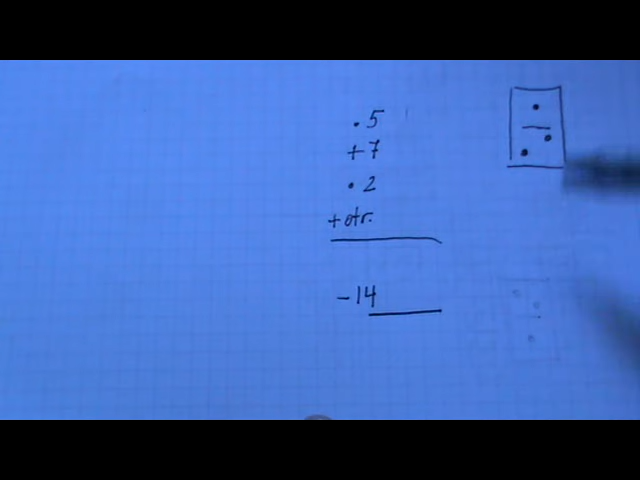 . 5
+ 7
. 2
+ otr.
- 14